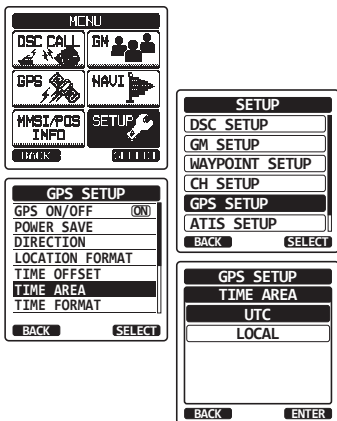 MENU
DSC CALL
GM
GPS
NAVI
MMSI/POS
INFO
SETUP
BACK
SELECT
SETUP
DSC SETUP
GM SETUP
WAYPOINT SETUP
CH SETUP
GPS SETUP
ATIS SETUP
BACK SELECT
GPS SETUP
GPS ON/OFF ON
POWER SAVE
DIRECTION
LOCATION FORMAT
TIME OFFSET
TIME AREA
TIME FORMAT
BACK SELECT
GPS SETUP
TIME AREA
UTC
LOCAL
BACK ENTER